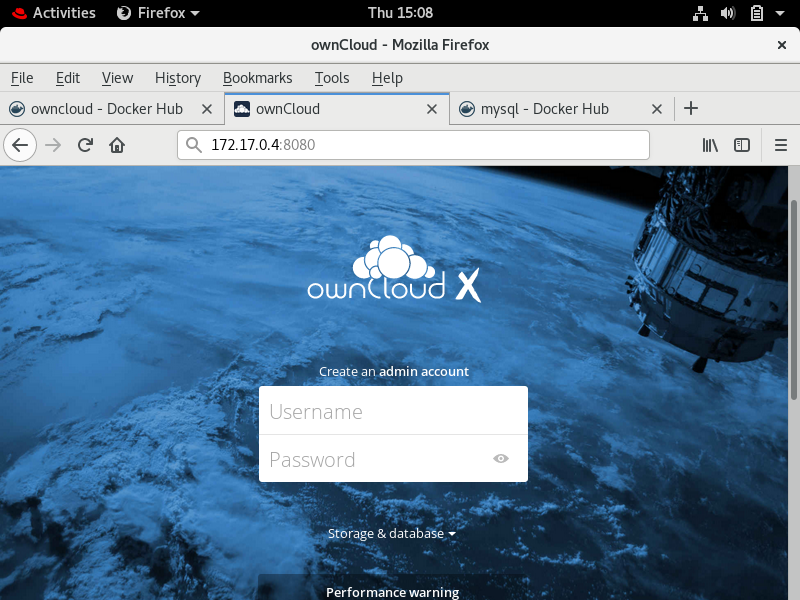 Activities Firefox Thu 15:08
ownCloud - Mozilla Firefox
File Edit View History Bookmarks Tools Help
owncloud - Docker Hub ownCloud mysql - Docker Hub
172.17.0.4:8080
ownCloud X
Create an admin account
Username
Password
Storage & database
Performance warning